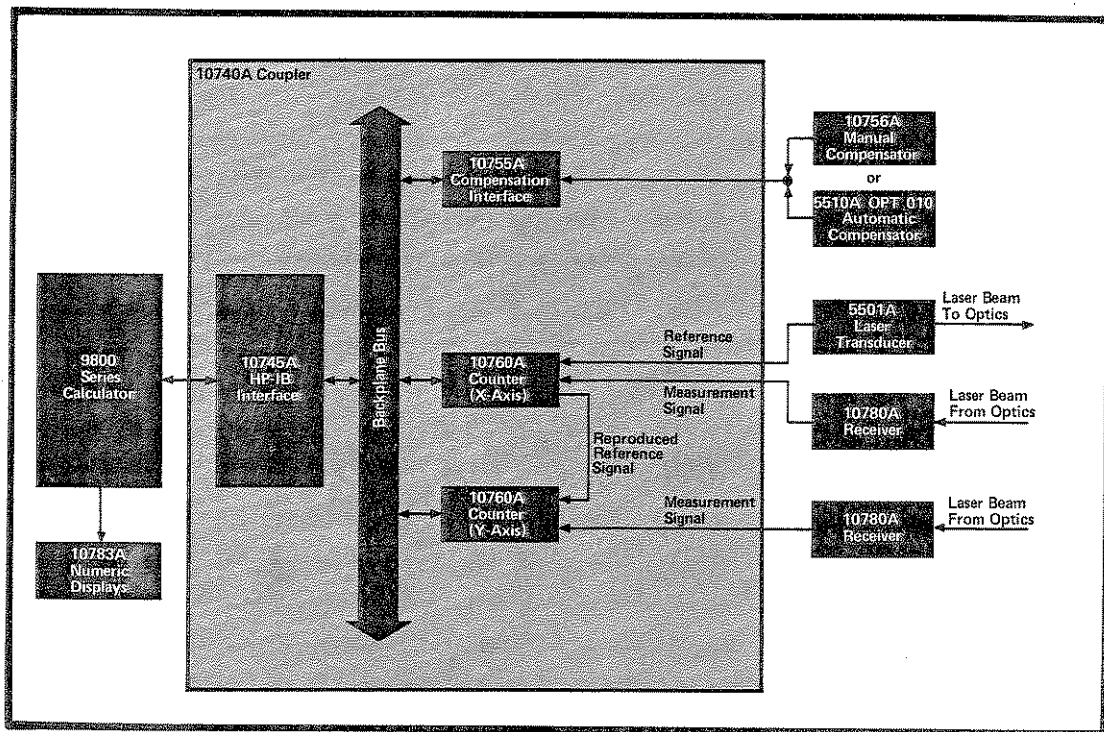 10740A Coupler
10756A
Manual
Compensator
or
5510A OPT 010
Automatic
Compensator
10755A
Compensation
Interface
9800
Series
Calculator
10745A
HP-IB
Interface
Backplane Bus
Reference
Signal
5501A
Laser
Transducer
Laser Beam
To Optics
10760A
Counter
(X-Axis)
Measurement
Signal
10780A
Receiver
Laser Beam
From Optics
Reproduced
Reference
Signal
10760A
Counter
(Y-Axis)
Measurement
Signal
10780A
Receiver
Laser Beam
From Optics
10783A
Numeric
Displays